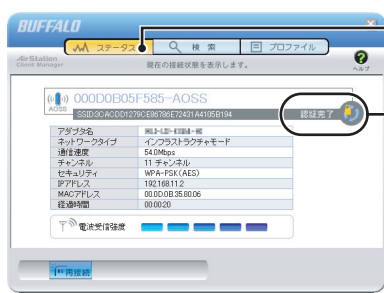 BUFFALO
ステータス
検 索
プロファイル
AirStation
Client Manager
現在の接続状態を表示します。
ヘルプ
000D0B05F585-AOSS
AOSS
SSID:3CACDD1279CE86786E72431A4105B194
認証完了
アダプタ名
ネットワークタイプ インフラストラクチャモード
通信速度 54.0Mbps
チャンネル 11 チャンネル
セキュリティ WPA-PSK(AES)
IPアドレス 192.168.11.2
MACアドレス 00:0D:0B:35:80:06
経過時間 00:00:20
電波受信強度
再接続